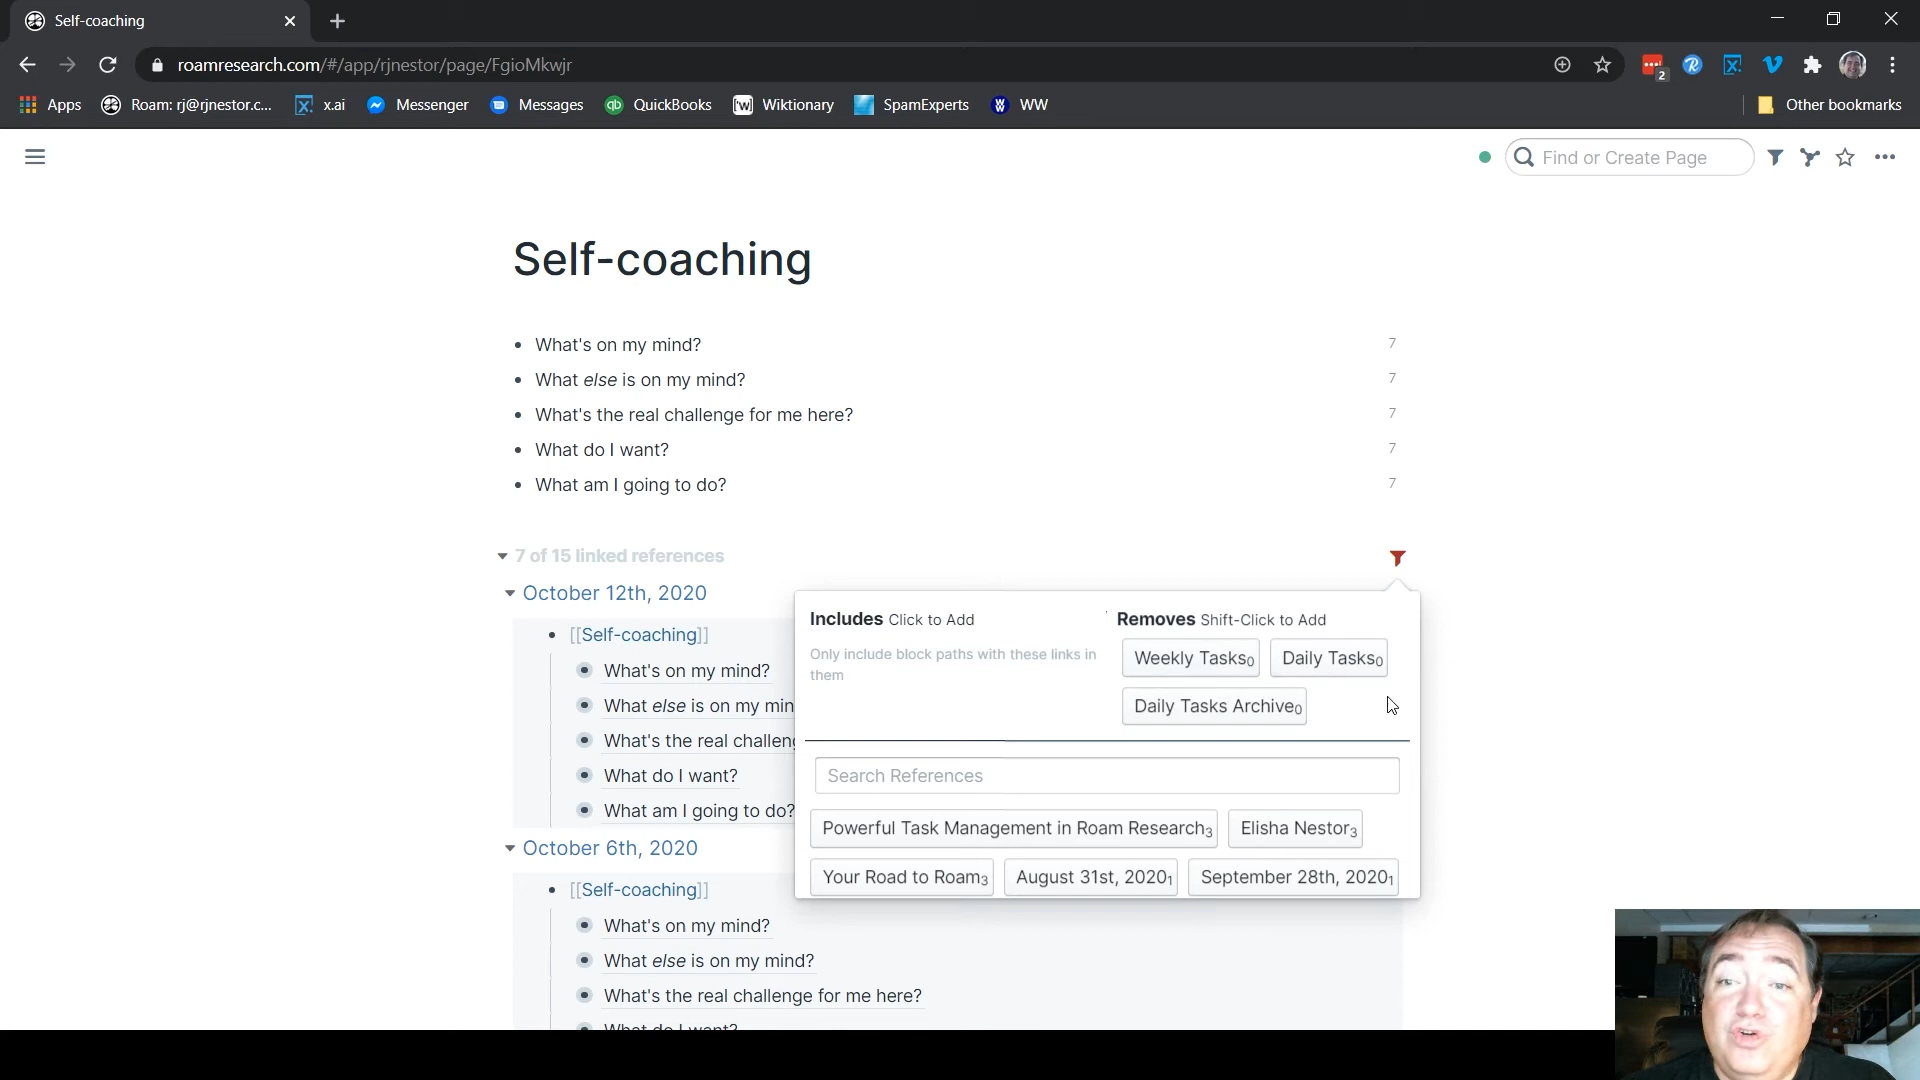 Self-coaching
roamresearch.com/#/app/rjnestor/page/FgioMkwjr
2
Apps Roam: rj@rjnestor.c... x.ai Messenger Messages QuickBooks Wiktionary SpamExperts WW Other bookmarks
Find or Create Page
Self-coaching
What's on my mind? 7
What else is on my mind? 7
What's the real challenge for me here? 7
What do I want? 7
What am I going to do? 7
7 of 15 linked references
October 12th, 2020
[[Self-coaching]]
What's on my mind?
What else is on my min
What's the real challeng
What do I want?
What am I going to do?
October 6th, 2020
[[Self-coaching]]
What's on my mind?
What else is on my mind?
What's the real challenge for me here?
What do I want?
Includes Click to Add
Only include block paths with these links in
them
Removes Shift-Click to Add
Weekly Tasks0 Daily Tasks0
Daily Tasks Archive0
Search References
Powerful Task Management in Roam Research3 Elisha Nestor3
Your Road to Roam3 August 31st, 20201 September 28th, 20201